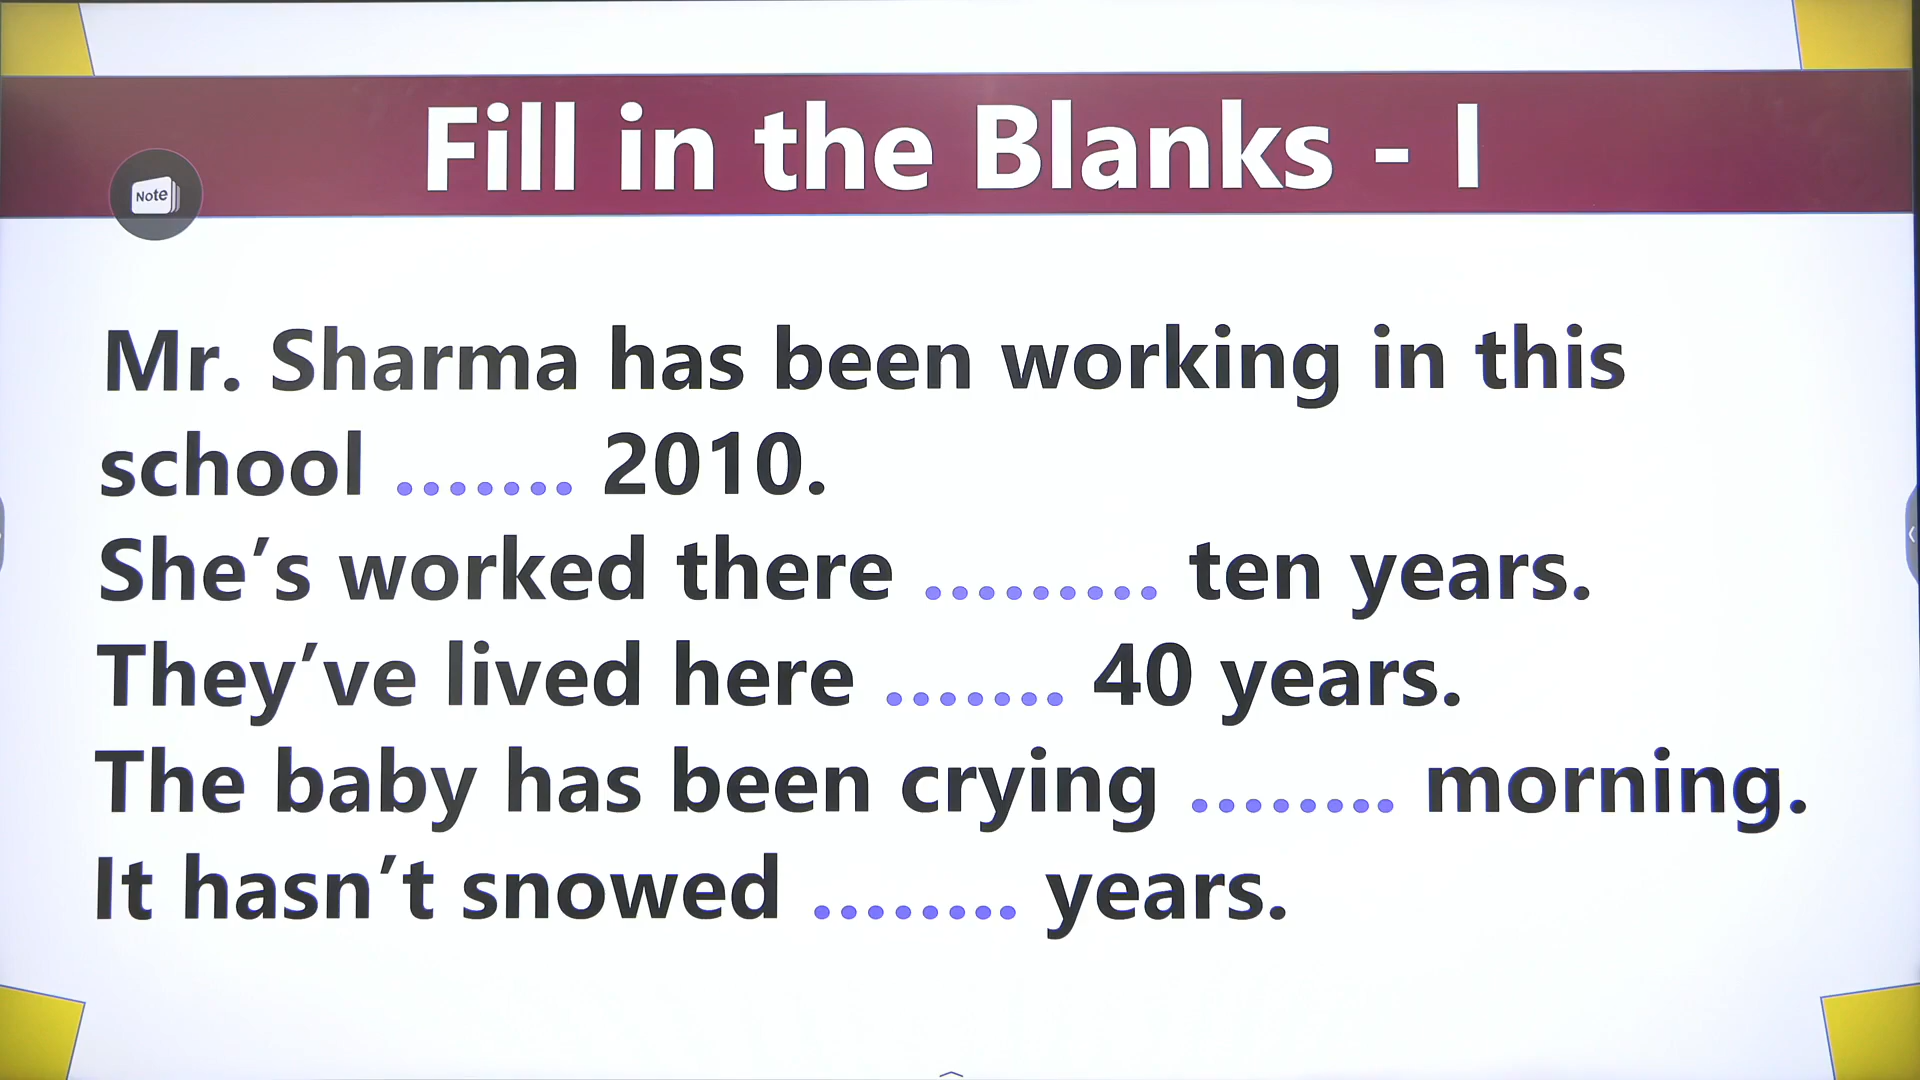 Fill in the Blanks - I
Note
Mr. Sharma has been working in this
school ....... 2010.
She’s worked there ......... ten years.
They’ve lived here ....... 40 years.
The baby has been crying ........ morning.
It hasn’t snowed ........ years.